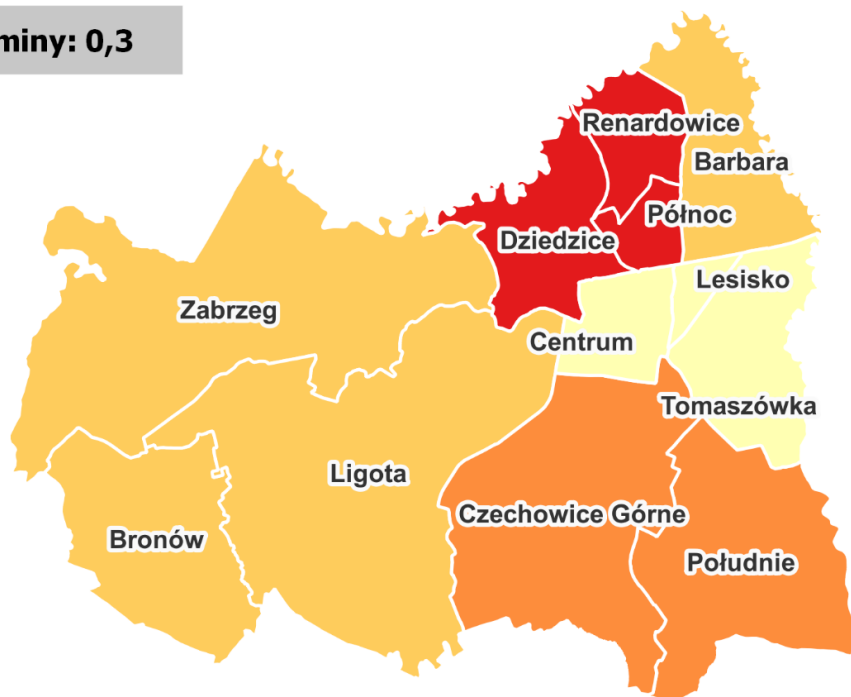 miny: 0,3
Renardowice
Barbara
Północ
Dziedzice
Lesisko
Zabrzeg
Centrum
Tomaszówka
Ligota
Czechowice Górne
Bronów
Południe